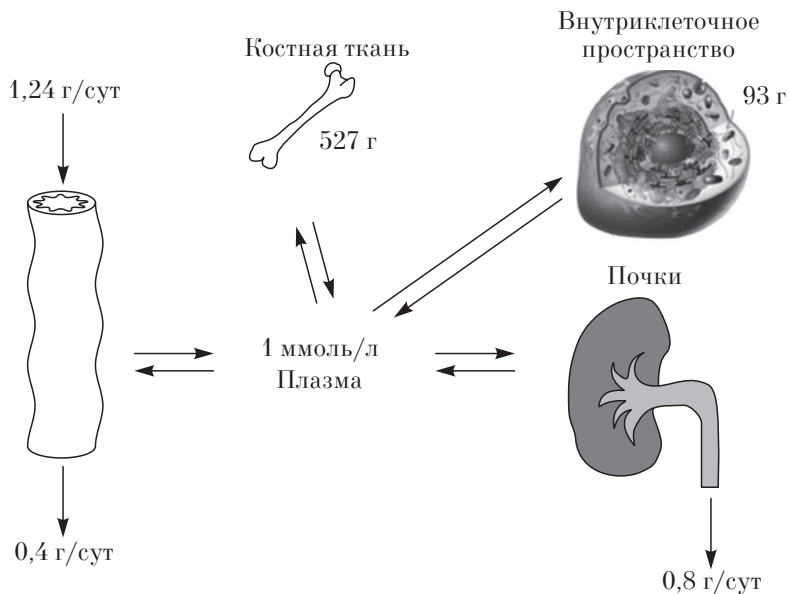 Костная ткань
527 г
Внутриклеточное
пространство
93 г
1,24 г/сут
0,4 г/сут
1 ммоль/л
Плазма
Почки
0,8 г/сут